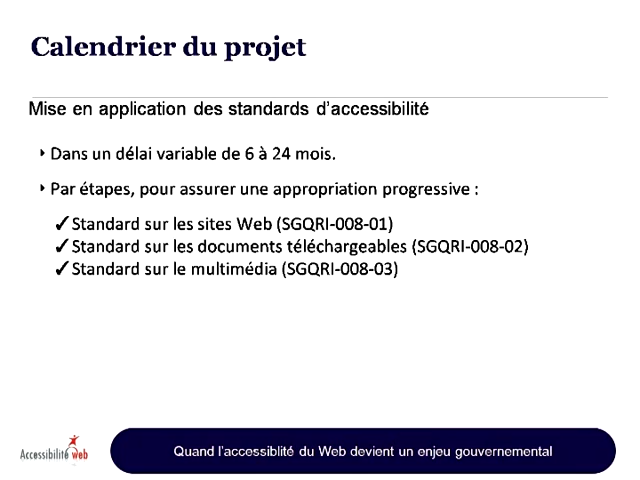 Calendrier du projet
Mise en application des standards d'accessibilité
Dans un délai variable de 6 à 24 mois.
Par étapes, pour assurer une appropriation progressive :
✓Standard sur les sites Web (SGQRI-008-01)
✓Standard sur les documents téléchargeables (SGQRI-008-02)
✓Standard sur le multimédia (SGQRI-008-03)
Accessibilité web
Quand l'accessiblité du Web devient un enjeu gouvernemental